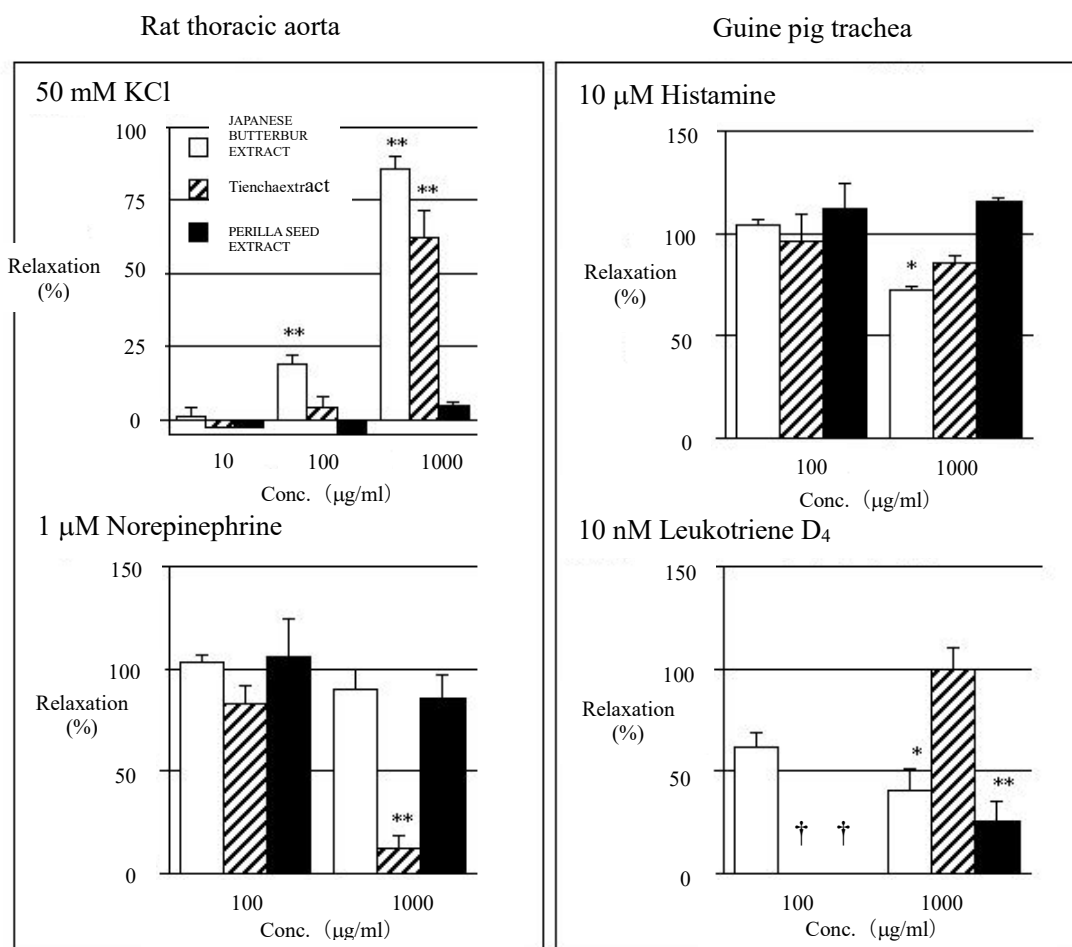 Rat thoracic aorta
Guine pig trachea
50 mM KCl
100
75
50
25
0
Relaxation
(%)
JAPANESE
BUTTERBUR
EXTRACT
Tienchaextract
PERILLA SEED
EXTRACT
**
**
**
10 100 1000
Conc.（μg/ml）
10 μM Histamine
150
100
50
0
Relaxation
(%)
*
100 1000
Conc.（μg/ml）
1 μM Norepinephrine
150
100
50
0
Relaxation
(%)
**
100 1000
Conc.（μg/ml）
10 nM Leukotriene D₄
150
100
50
0
Relaxation
(%)
† †
*
**
100 1000
Conc.（μg/ml）